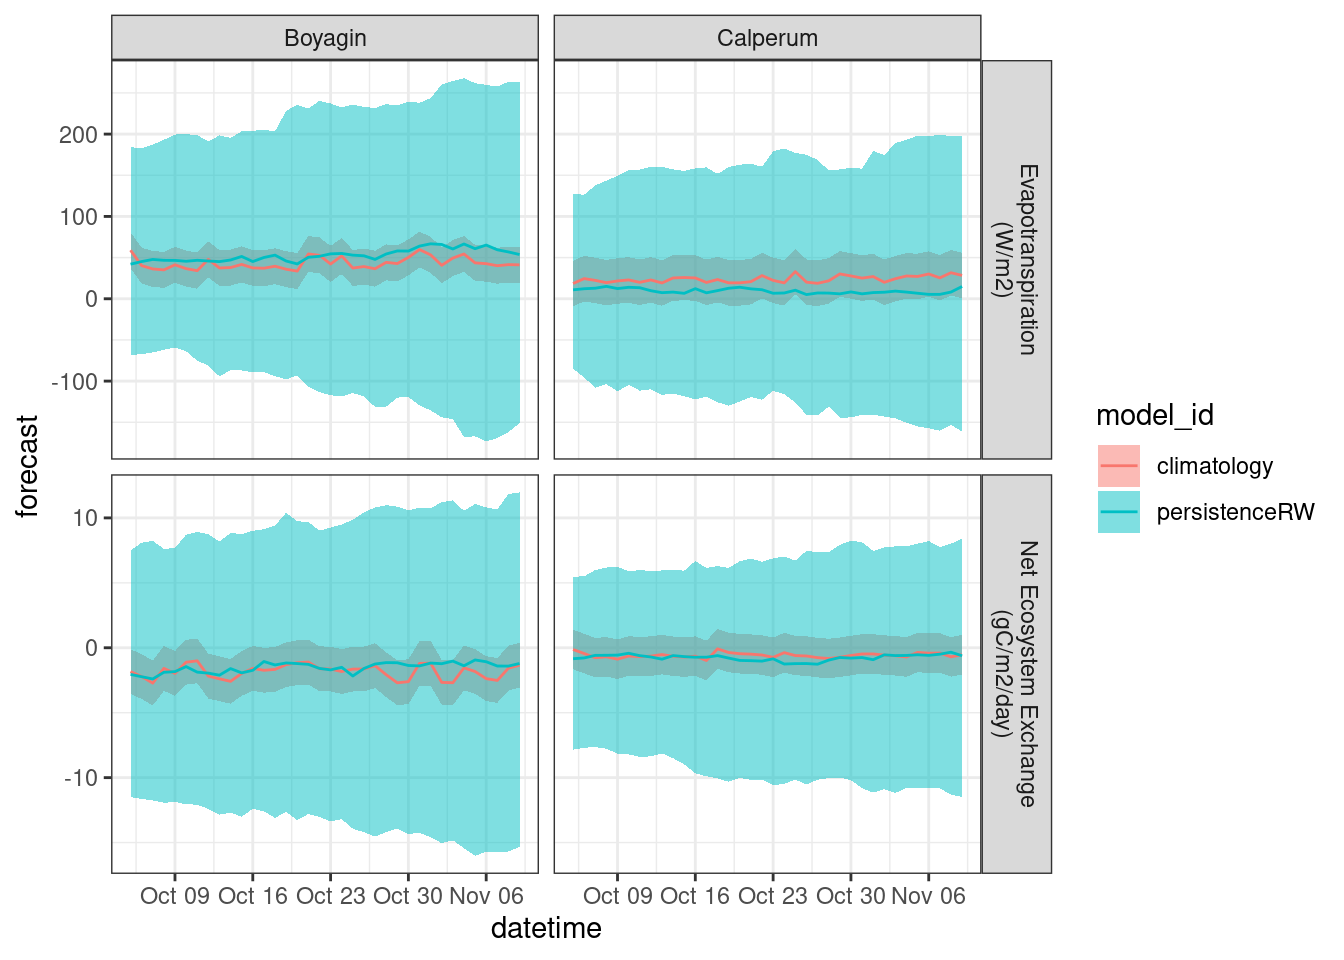 Boyagin
Calperum
200
100
0
-100
Evapotranspiration
(W/m2)
10
0
-10
Net Ecosystem Exchange
(gC/m2/day)
forecast
Oct 09 Oct 16 Oct 23 Oct 30 Nov 06
Oct 09 Oct 16 Oct 23 Oct 30 Nov 06
datetime
model_id
climatology
persistenceRW